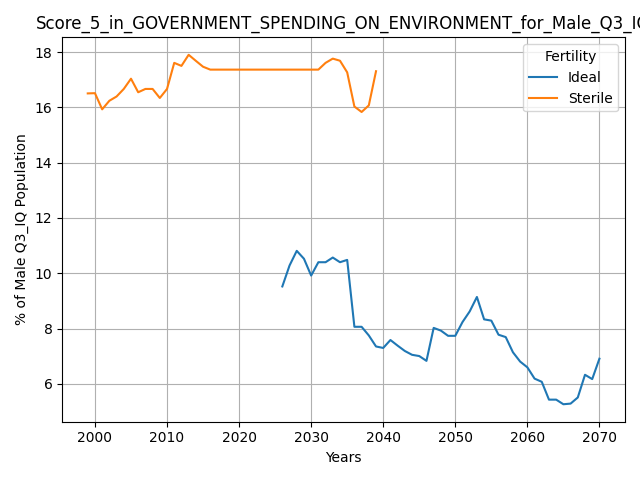 Score_5_in_GOVERNMENT_SPENDING_ON_ENVIRONMENT_for_Male_Q3_IQ
Fertility
Ideal
Sterile
% of Male Q3_IQ Population
18
16
14
12
10
8
6
2000 2010 2020 2030 2040 2050 2060 2070
Years